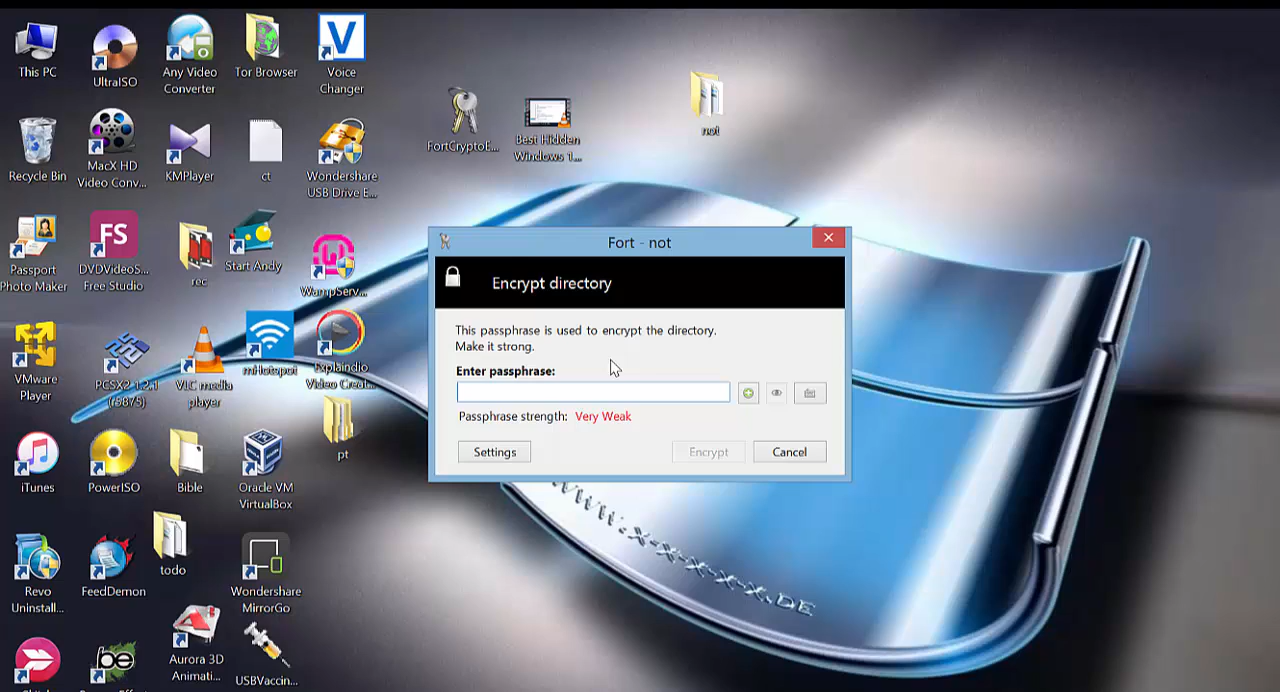 This PC
UltraISO
Any Video
Converter
Tor Browser
V
Voice
Changer
Recycle Bin
MacX HD
Video Conv...
KMPlayer
ct
Wondershare
USB Drive E...
FortCryptoE...
Best Hidden
Windows 1...
not
Passport
Photo Maker
FS
DVDVideoS...
Free Studio
rec
Start Andy
WampServ...
VMware
Player
PCSX2 1.2.1
(r5875)
VLC media
player
mHotspot
Explaindio
Video Creat...
pt
iTunes
PowerISO
Bible
Oracle VM
VirtualBox
Revo
Uninstall...
FeedDemon
todo
Wondershare
MirrorGo
be
Aurora 3D
Animati...
USBVaccin...
Fort - not
Encrypt directory
This passphrase is used to encrypt the directory.
Make it strong.
Enter passphrase:
Passphrase strength: Very Weak
Settings
Encrypt
Cancel
WWW.X-X-X-X-X.DE